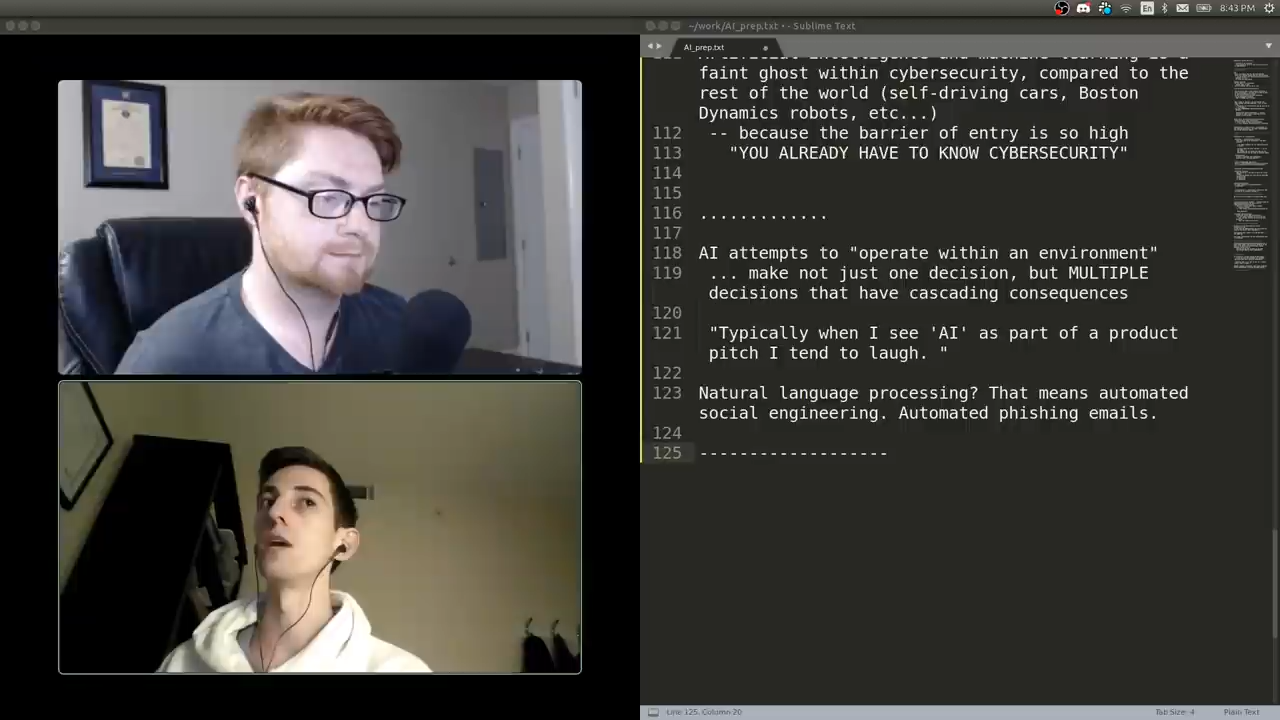 En
8:43 PM
~/work/AI_prep.txt • - Sublime Text
AI_prep.txt
faint ghost within cybersecurity, compared to the
rest of the world (self-driving cars, Boston
Dynamics robots, etc...)
112 -- because the barrier of entry is so high
113 "YOU ALREADY HAVE TO KNOW CYBERSECURITY"
114
115
116 .............
117
118 AI attempts to "operate within an environment"
119 ... make not just one decision, but MULTIPLE
decisions that have cascading consequences
120
121 "Typically when I see 'AI' as part of a product
pitch I tend to laugh. "
122
123 Natural language processing? That means automated
social engineering. Automated phishing emails.
124
125 -------------------
Line 125, Column 20
Tab Size: 4
Plain Text